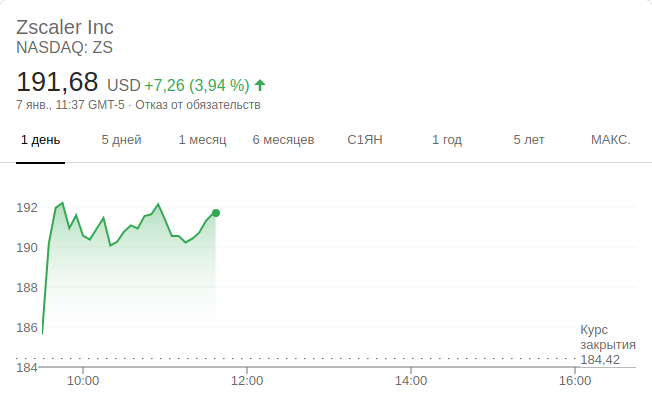 Zscaler Inc
NASDAQ: ZS
191,68 USD +7,26 (3,94 %)
7 янв., 11:37 GMT-5 · Отказ от обязательств
1 день 5 дней 1 месяц 6 месяцев С1ЯН 1 год 5 лет МАКС.
192
190
188
186
184
Курс
закрытия
184,42
10:00 12:00 14:00 16:00